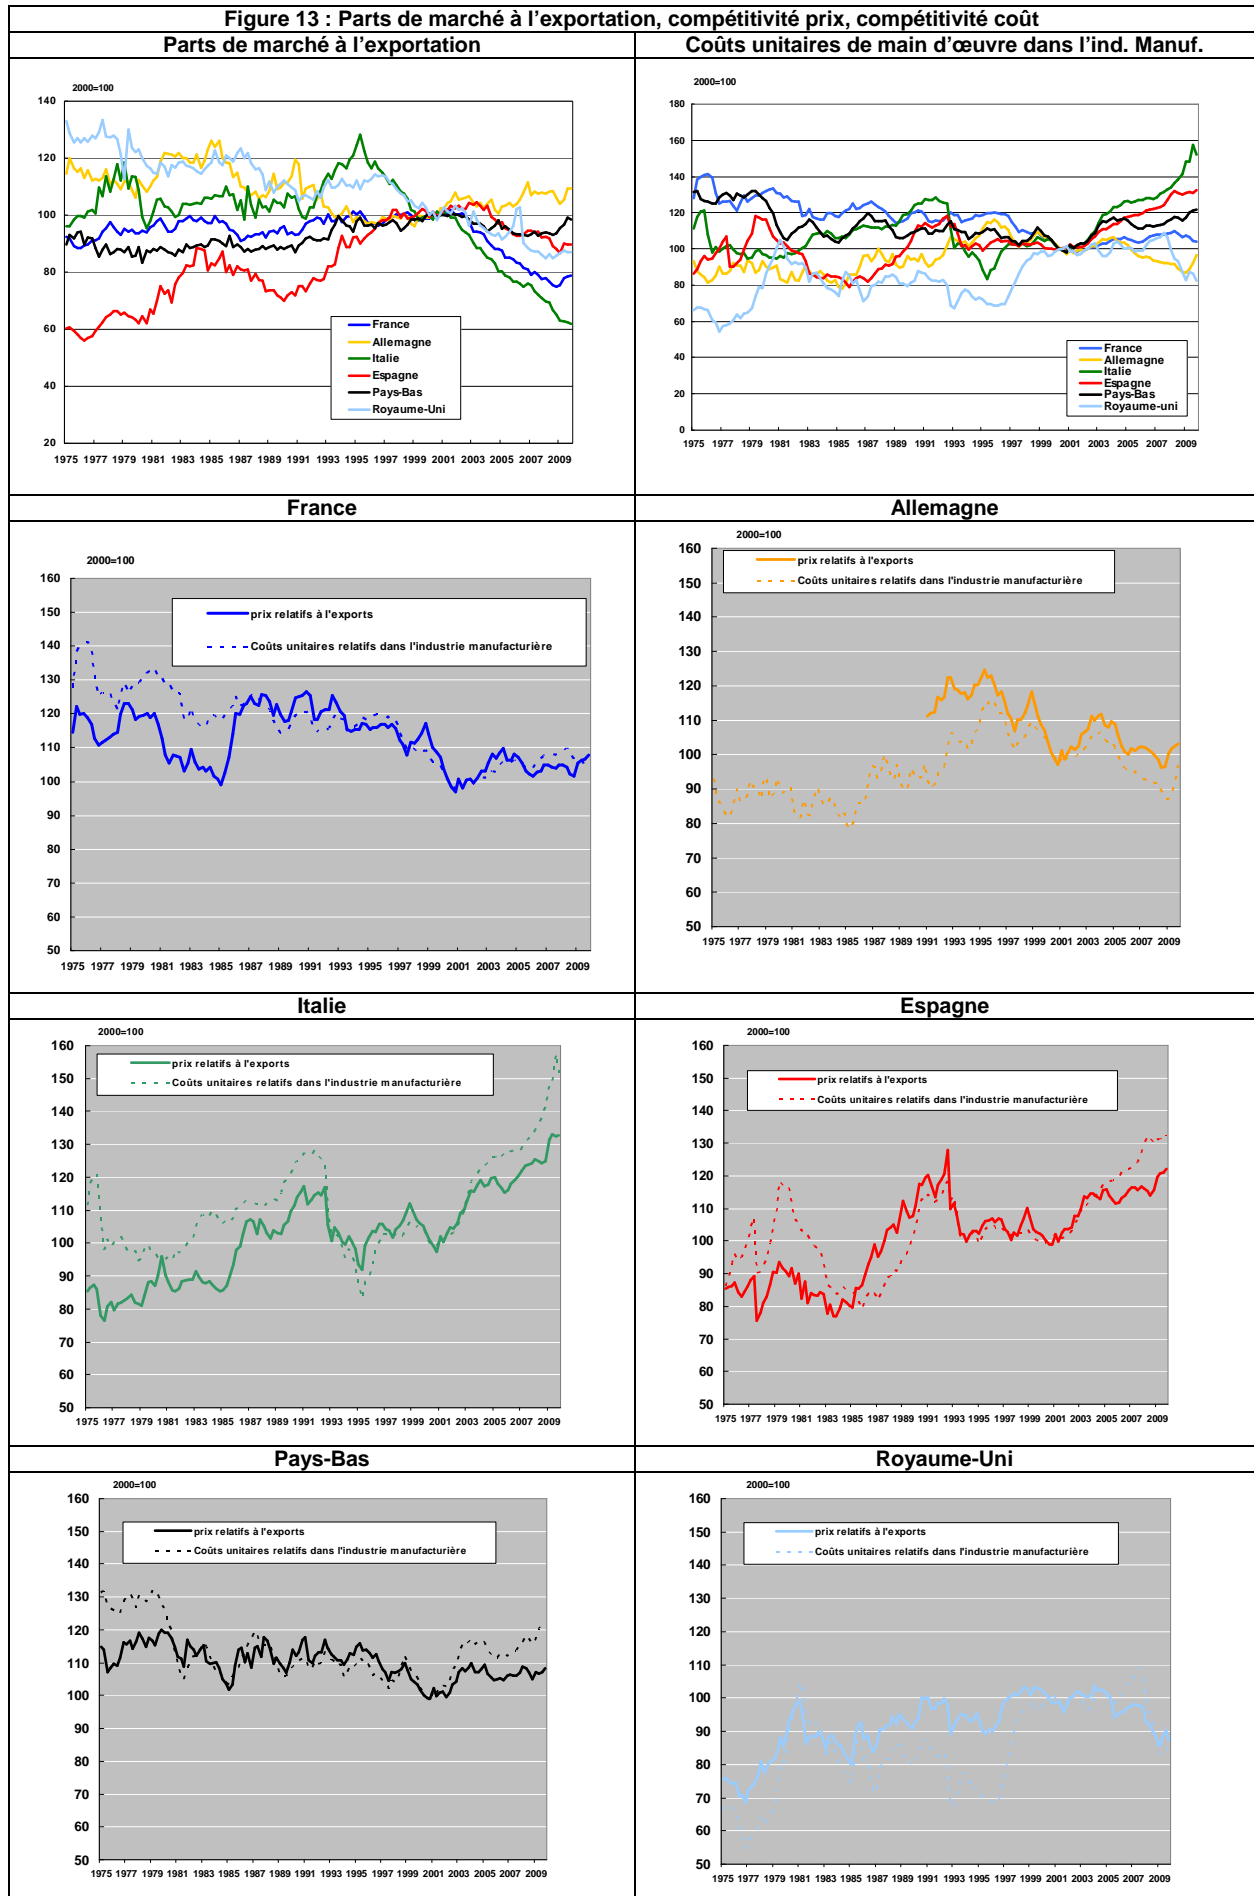 Figure 13 : Parts de marché à l'exportation, compétitivité prix, compétitivité coût
Parts de marché à l'exportation
Coûts unitaires de main d'œuvre dans l'ind. Manuf.
2000=100
140
120
100
80
60
40
20
1975 1977 1979 1981 1983 1985 1987 1989 1991 1993 1995 1997 1999 2001 2003 2005 2007 2009
France
Allemagne
Italie
Espagne
Pays-Bas
Royaume-Uni
2000=100
180
160
140
120
100
80
60
40
20
0
1975 1977 1979 1981 1983 1985 1987 1989 1991 1993 1995 1997 1999 2001 2003 2005 2007 2009
France
Allemagne
Italie
Espagne
Pays-Bas
Royaume-uni
France
Allemagne
2000=100
160
150
140
130
120
110
100
90
80
70
60
50
prix relatifs à l'exports
Coûts unitaires relatifs dans l'industrie manufacturière
1975 1977 1979 1981 1983 1985 1987 1989 1991 1993 1995 1997 1999 2001 2003 2005 2007 2009
2000=100
160
150
140
130
120
110
100
90
80
70
60
50
prix relatifs à l'exports
Coûts unitaires relatifs dans l'industrie manufacturière
1975 1977 1979 1981 1983 1985 1987 1989 1991 1993 1995 1997 1999 2001 2003 2005 2007 2009
Italie
Espagne
2000=100
160
150
140
130
120
110
100
90
80
70
60
50
prix relatifs à l'exports
Coûts unitaires relatifs dans l'industrie manufacturière
1975 1977 1979 1981 1983 1985 1987 1989 1991 1993 1995 1997 1999 2001 2003 2005 2007 2009
2000=100
160
150
140
130
120
110
100
90
80
70
60
50
prix relatifs à l'exports
Coûts unitaires relatifs dans l'industrie manufacturière
1975 1977 1979 1981 1983 1985 1987 1989 1991 1993 1995 1997 1999 2001 2003 2005 2007 2009
Pays-Bas
Royaume-Uni
2000=100
160
150
140
130
120
110
100
90
80
70
60
50
prix relatifs à l'exports
Coûts unitaires relatifs dans l'industrie manufacturière
1975 1977 1979 1981 1983 1985 1987 1989 1991 1993 1995 1997 1999 2001 2003 2005 2007 2009
2000=100
160
150
140
130
120
110
100
90
80
70
60
50
prix relatifs à l'exports
Coûts unitaires relatifs dans l'industrie manufacturière
1975 1977 1979 1981 1983 1985 1987 1989 1991 1993 1995 1997 1999 2001 2003 2005 2007 2009